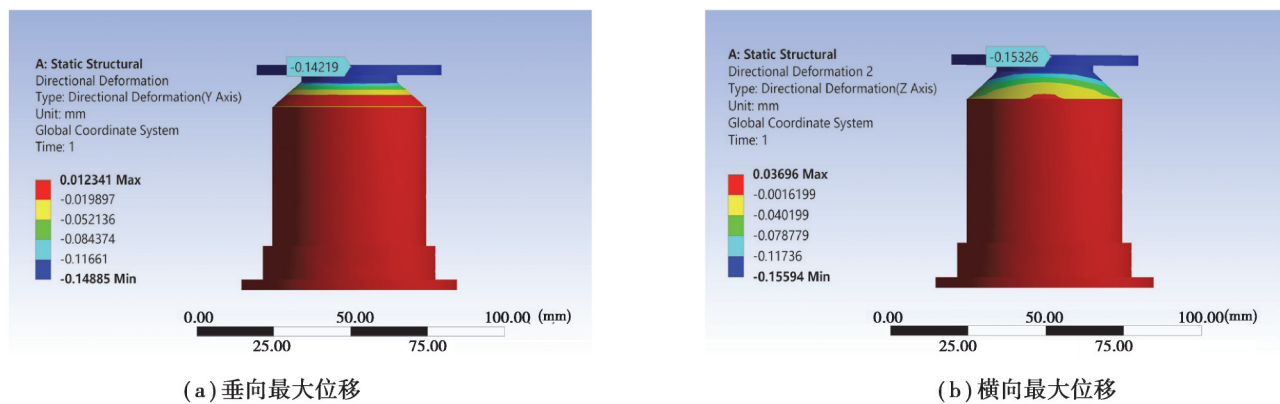 A: Static Structural
Directional Deformation
Type: Directional Deformation(Y Axis)
Unit: mm
Global Coordinate System
Time: 1
0.012341 Max
-0.019897
-0.052136
-0.084374
-0.11661
-0.14885 Min
-0.14219
0.00 50.00 100.00 (mm)
25.00 75.00
(a)垂向最大位移
A: Static Structural
Directional Deformation 2
Type: Directional Deformation(Z Axis)
Unit: mm
Global Coordinate System
Time: 1
0.03696 Max
-0.0016199
-0.040199
-0.078779
-0.11736
-0.15594 Min
-0.15326
0.00 50.00 100.00 (mm)
25.00 75.00
(b)横向最大位移